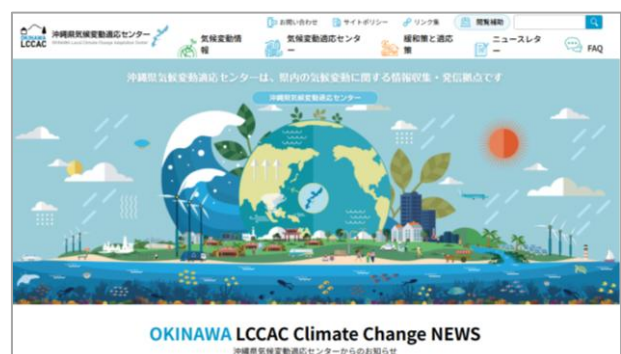 お問い合わせ サイトポリシー リンク集 閲覧補助
OKINAWA
LCCAC
沖縄県気候変動適応センター
OKINAWA Local Climate Change Adaptation Center
気候変動情
報
気候変動適応センタ
ー
緩和策と適応
策
ニュースレタ
ー
FAQ
沖縄県気候変動適応センターは、県内の気候変動に関する情報収集・発信拠点です
沖縄県気候変動適応センター
OKINAWA LCCAC Climate Change NEWS
沖縄県気候変動適応センターからのお知らせ